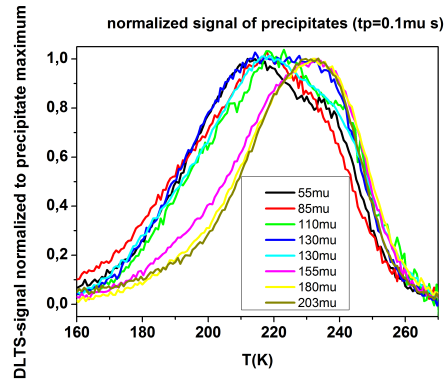 normalized signal of precipitates (tp=0.1mu s)
DLTS-signal normalized to precipitate maximum
1,0
0,8
0,6
0,4
0,2
0,0
55mu
85mu
110mu
130mu
130mu
155mu
180mu
203mu
160
180
200
220
240
260
T(K)